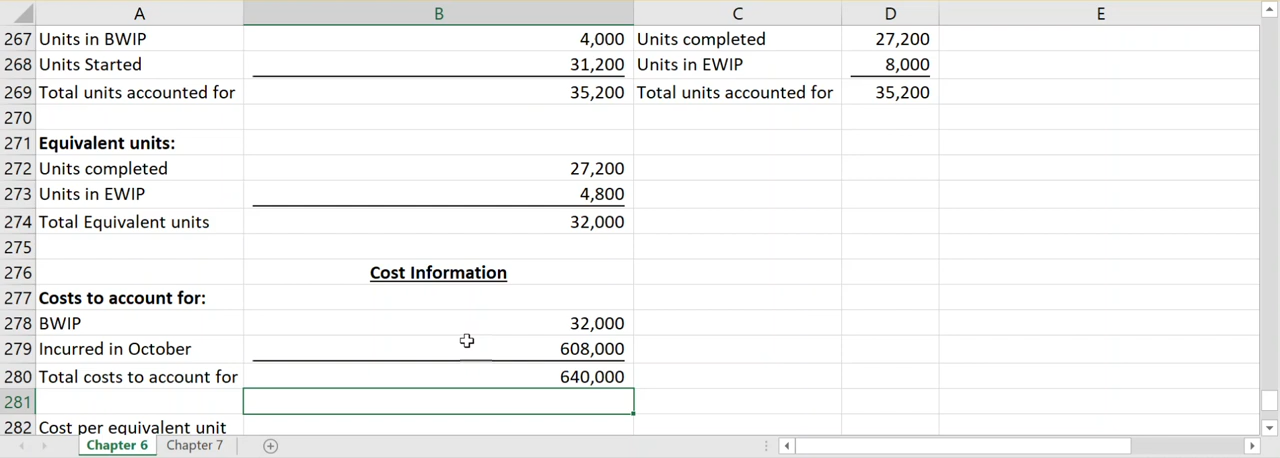 A B C D E
267 Units in BWIP 4,000 Units completed 27,200
268 Units Started 31,200 Units in EWIP 8,000
269 Total units accounted for 35,200 Total units accounted for 35,200
270
271 Equivalent units:
272 Units completed 27,200
273 Units in EWIP 4,800
274 Total Equivalent units 32,000
275
276 Cost Information
277 Costs to account for:
278 BWIP 32,000
279 Incurred in October 608,000
280 Total costs to account for 640,000
281
282 Cost per equivalent unit
Chapter 6 Chapter 7